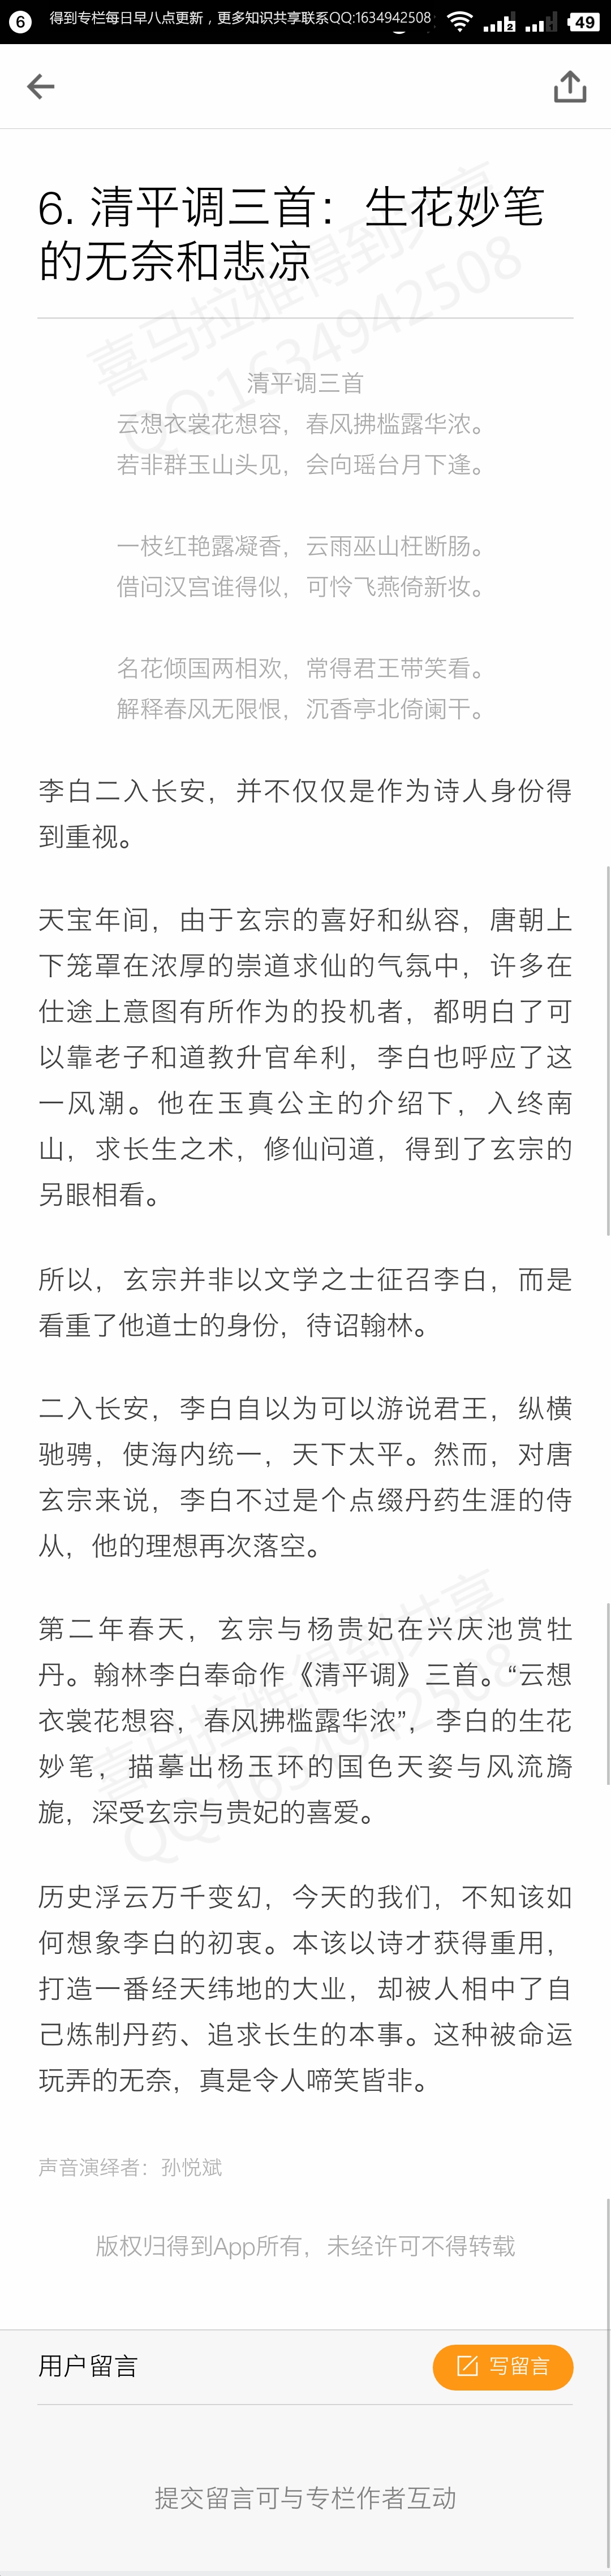 6 得到专栏每日早八点更新，更多知识共享联系QQ:1634942508 2 49
6. 清平调三首：生花妙笔
的无奈和悲凉
喜马拉雅得到共享
QQ:1634942508
清平调三首
云想衣裳花想容，春风拂槛露华浓。
若非群玉山头见，会向瑶台月下逢。
一枝红艳露凝香，云雨巫山枉断肠。
借问汉宫谁得似，可怜飞燕倚新妆。
名花倾国两相欢，常得君王带笑看。
解释春风无限恨，沉香亭北倚阑干。
李白二入长安，并不仅仅是作为诗人身份得
到重视。
天宝年间，由于玄宗的喜好和纵容，唐朝上
下笼罩在浓厚的崇道求仙的气氛中，许多在
仕途上意图有所作为的投机者，都明白了可
以靠老子和道教升官牟利，李白也呼应了这
一风潮。他在玉真公主的介绍下，入终南
山，求长生之术，修仙问道，得到了玄宗的
另眼相看。
所以，玄宗并非以文学之士征召李白，而是
看重了他道士的身份，待诏翰林。
二入长安，李白自以为可以游说君王，纵横
驰骋，使海内统一，天下太平。然而，对唐
玄宗来说，李白不过是个点缀丹药生涯的侍
从，他的理想再次落空。
第二年春天，玄宗与杨贵妃在兴庆池赏牡
丹。翰林李白奉命作《清平调》三首。“云想
衣裳花想容，春风拂槛露华浓”，李白的生花
妙笔，描摹出杨玉环的国色天姿与风流旖
旎，深受玄宗与贵妃的喜爱。
喜马拉雅得到共享
QQ:1634942508
历史浮云万千变幻，今天的我们，不知该如
何想象李白的初衷。本该以诗才获得重用，
打造一番经天纬地的大业，却被人相中了自
己炼制丹药、追求长生的本事。这种被命运
玩弄的无奈，真是令人啼笑皆非。
声音演绎者：孙悦斌
版权归得到App所有，未经许可不得转载
用户留言
写留言
提交留言可与专栏作者互动